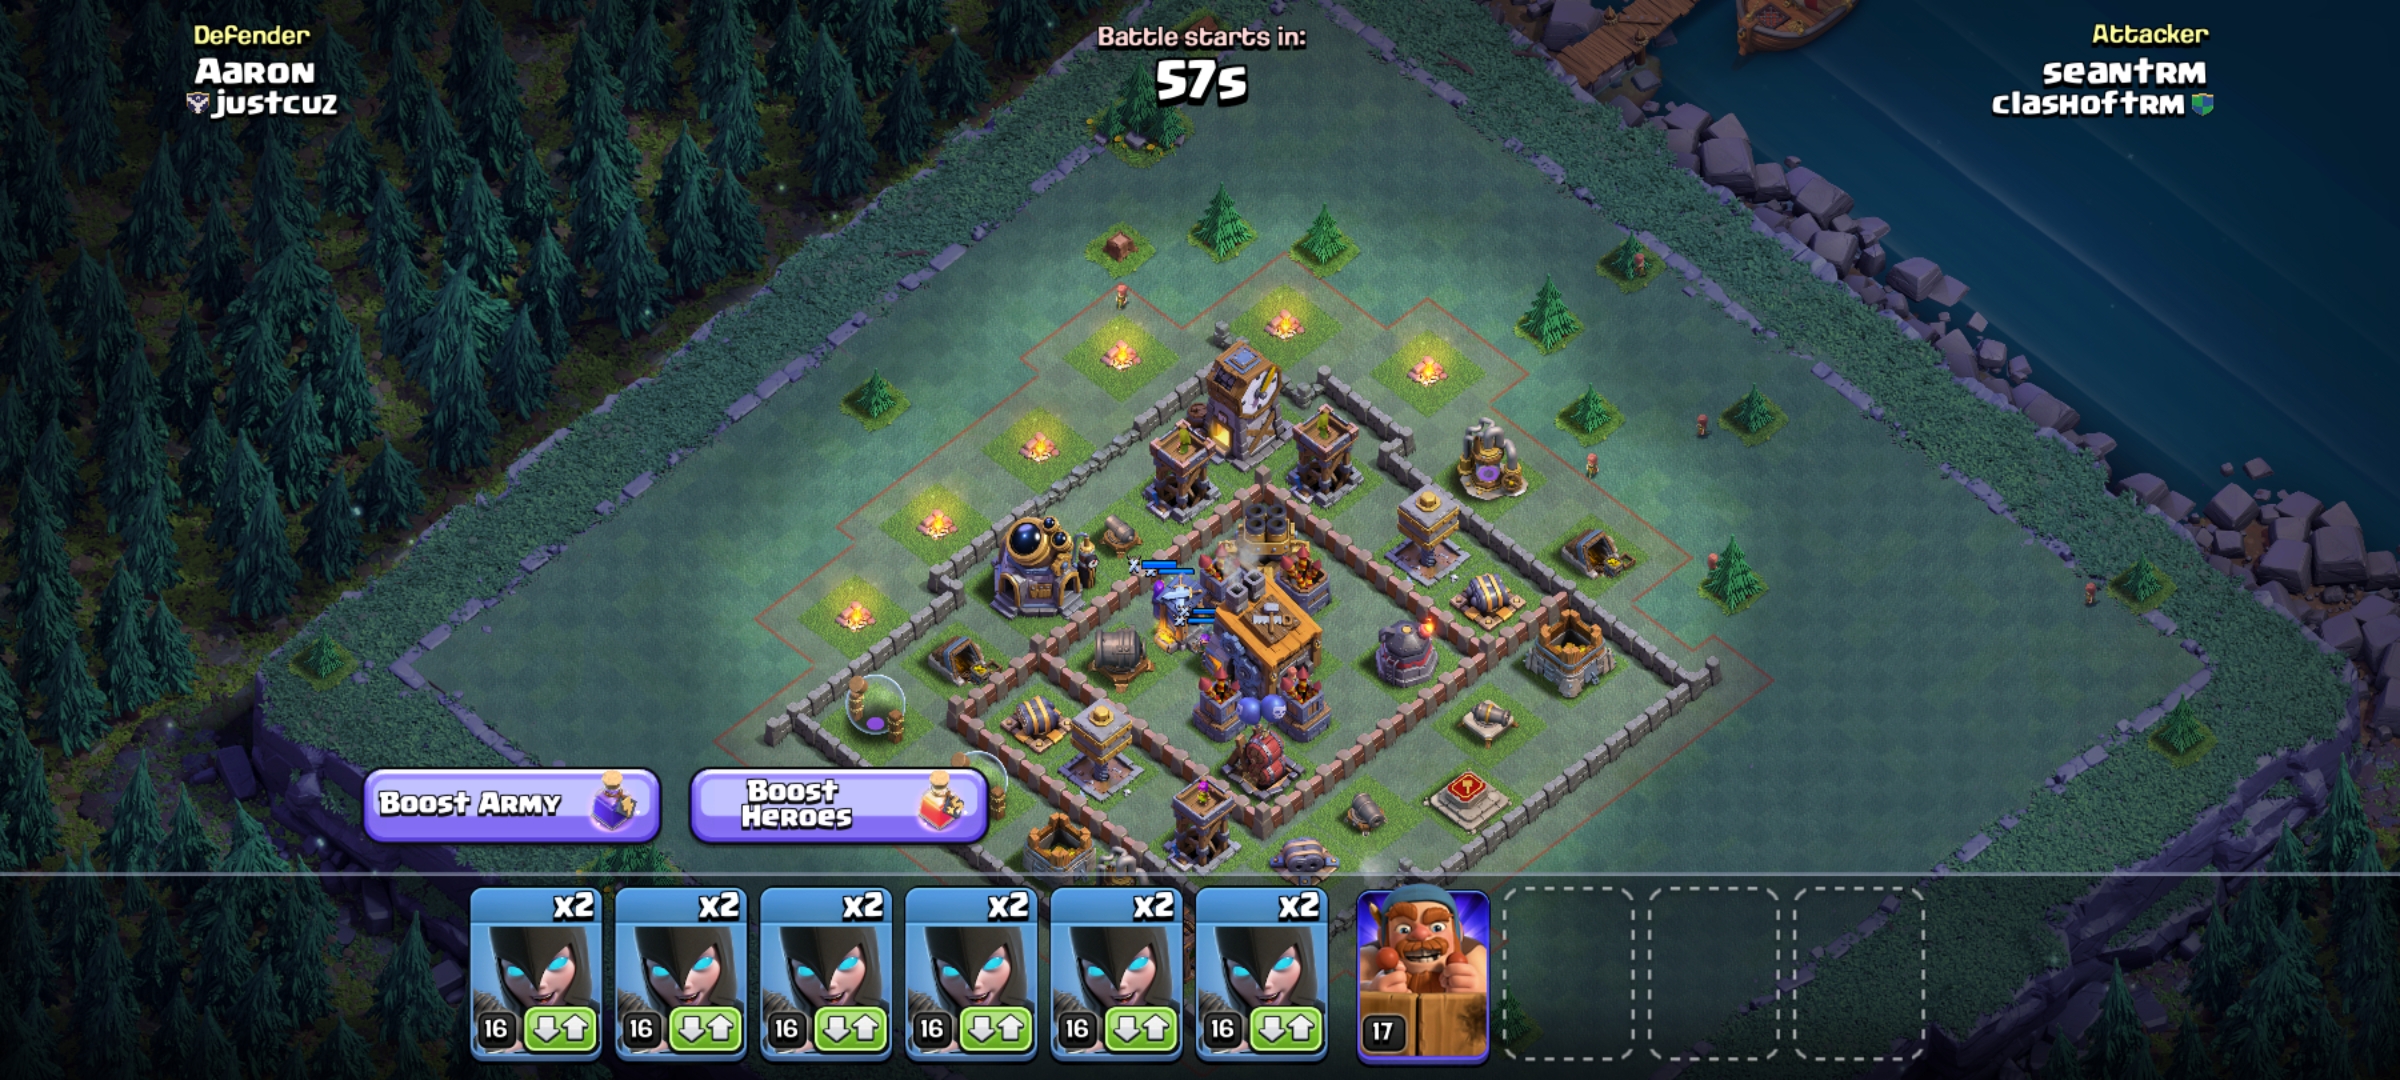 Defender
Aaron
justcuz
Battle starts in:
57s
Attacker
seantrm
clashoftrm
Boost Army
Boost
Heroes
x2
x2
x2
x2
x2
x2
16
16
16
16
16
16
17